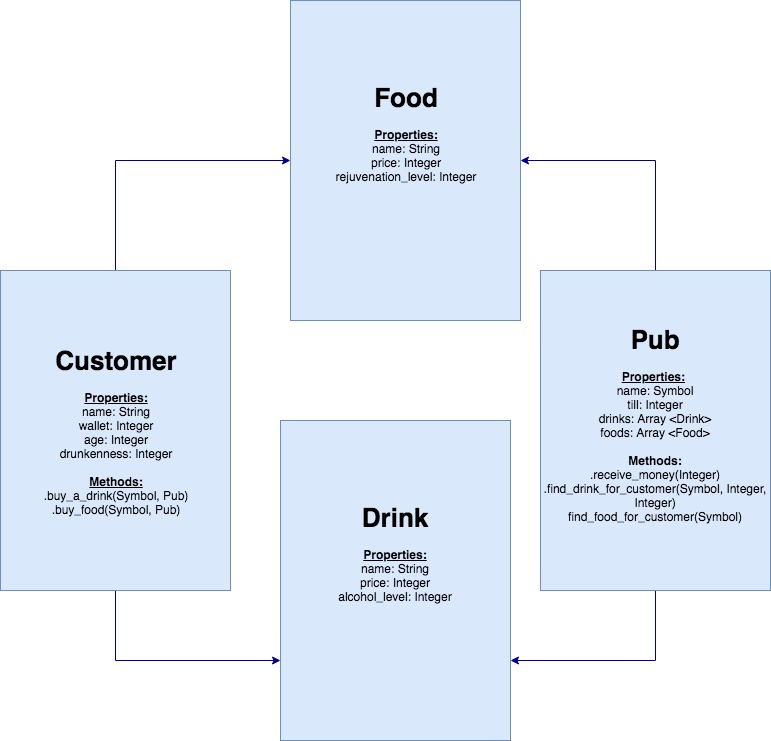 Food
Properties:
name: String
price: Integer
rejuvenation_level: Integer
Customer
Properties:
name: String
wallet: Integer
age: Integer
drunkenness: Integer
Methods:
.buy_a_drink(Symbol, Pub)
.buy_food(Symbol, Pub)
Pub
Properties:
name: Symbol
till: Integer
drinks: Array <Drink>
foods: Array <Food>
Methods:
.receive_money(Integer)
.find_drink_for_customer(Symbol, Integer,
Integer)
find_food_for_customer(Symbol)
Drink
Properties:
name: String
price: Integer
alcohol_level: Integer